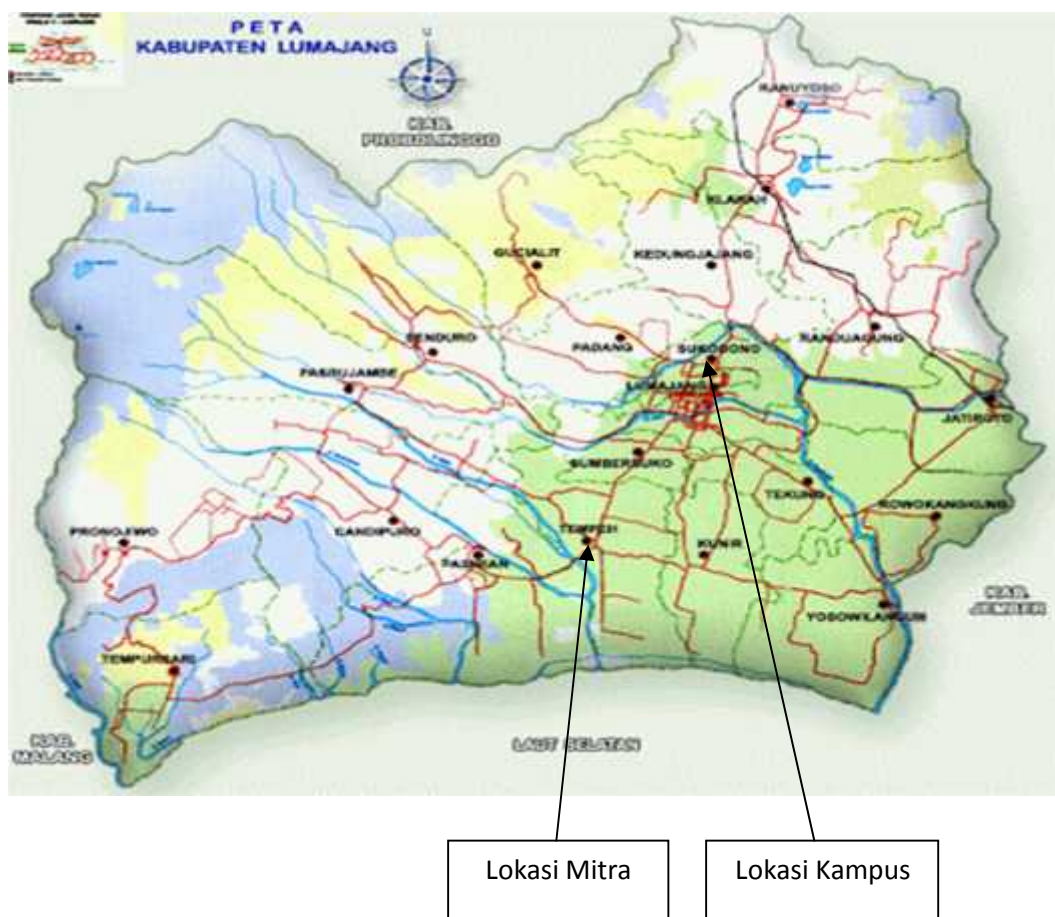 PETA
KABUPATEN LUMAJANG
U
KAB.
PROBOLINGGO
RANUYOSO
KLAKAH
GUCIALIT
KEDUNGJAJANG
SENDURO
PADANG
SUKODONO
RANDUAGUNG
PASRUJAMBE
LUMAJANG
JATIROTO
SUMBERSUKO
TEKUNG
ROWOKANGKUNG
PRONOJIWO
CANDIPURO
TEMPEH
KUNIR
PASIRIAN
KAB.
JEMBER
YOSOWILANGUN
TEMPURSARI
KAB.
MALANG
LAUT SELATAN
Lokasi Mitra
Lokasi Kampus